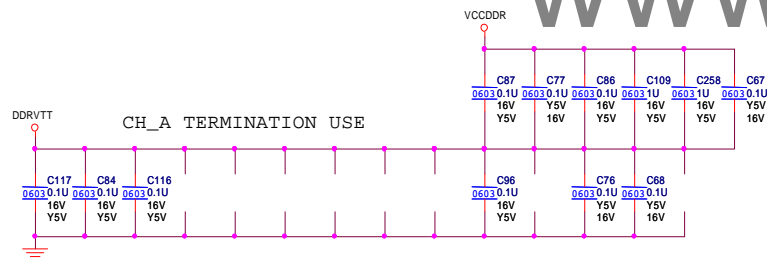 WWW
VCCDDR
C87
0603 0.1U
16V
Y5V
C77
0603 0.1U
Y5V
16V
C86
0603 0.1U
16V
Y5V
C109
0603 1U
16V
Y5V
C258
0603 1U
16V
Y5V
C67
0603 0.1U
Y5V
16V
DDRVTT
CH_A TERMINATION USE
C117
0603 0.1U
16V
Y5V
C84
0603 0.1U
16V
Y5V
C116
0603 0.1U
16V
Y5V
C96
0603 0.1U
16V
Y5V
C76
0603 0.1U
Y5V
16V
C68
0603 0.1U
Y5V
16V